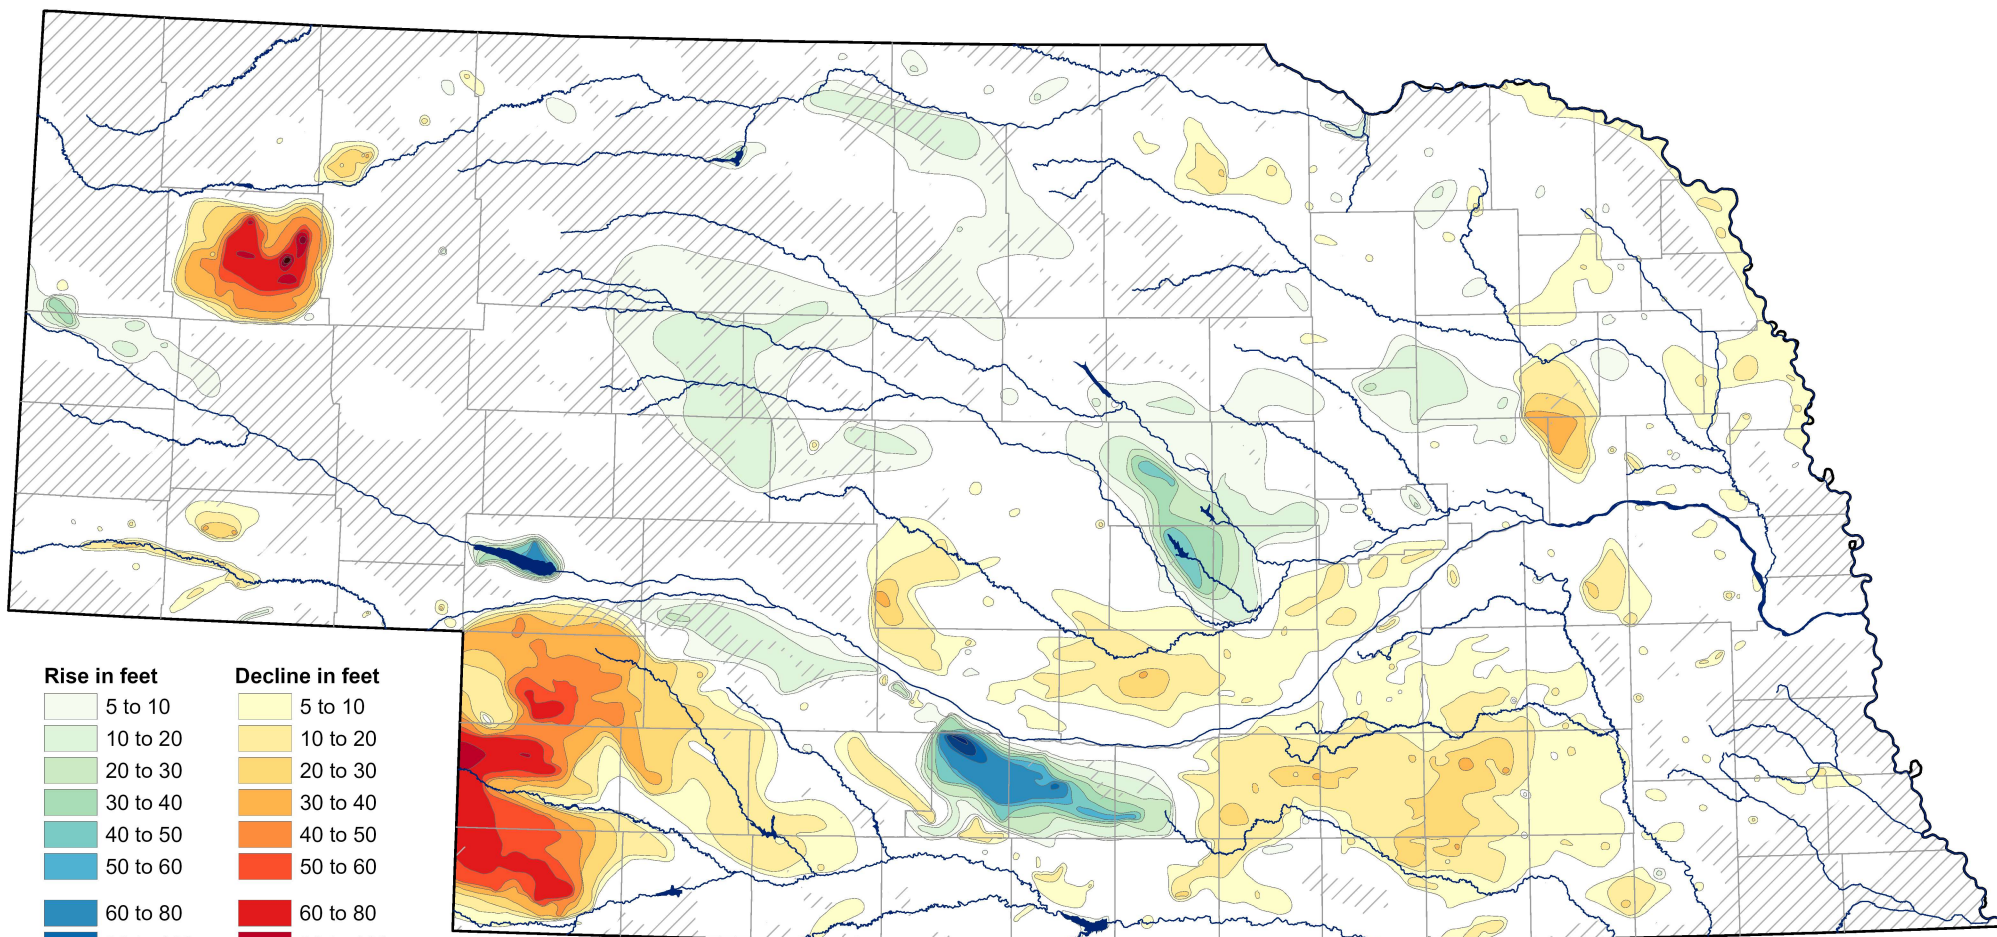 Rise in feet Decline in feet
5 to 10 5 to 10
10 to 20 10 to 20
20 to 30 20 to 30
30 to 40 30 to 40
40 to 50 40 to 50
50 to 60 50 to 60
60 to 80 60 to 80